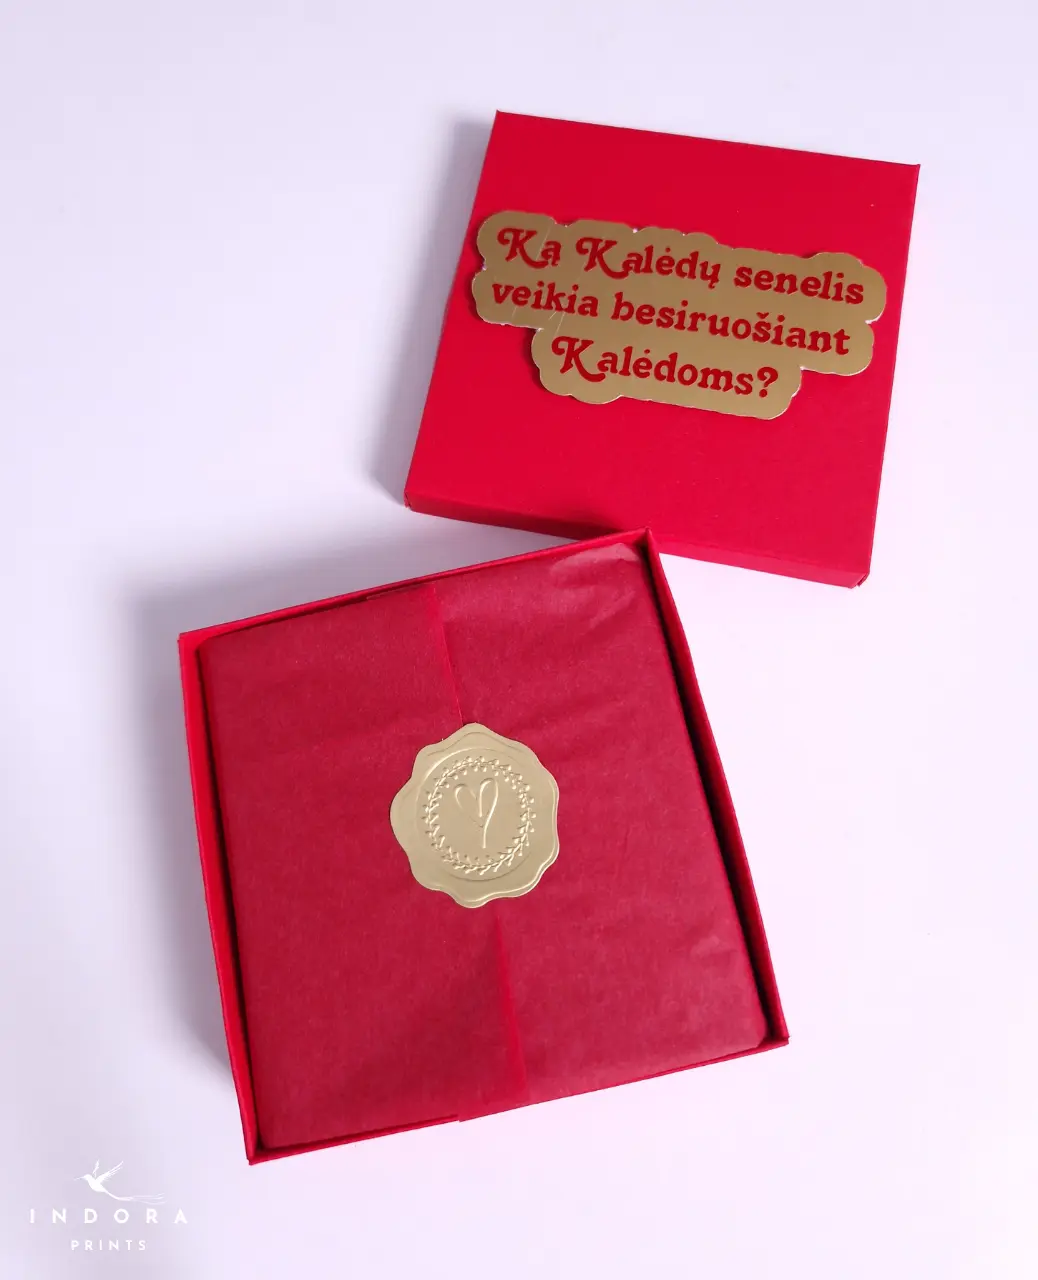 Ką Kalėdų senelis
veikia besiruošiant
Kalėdoms?
INDORA
PRINTS